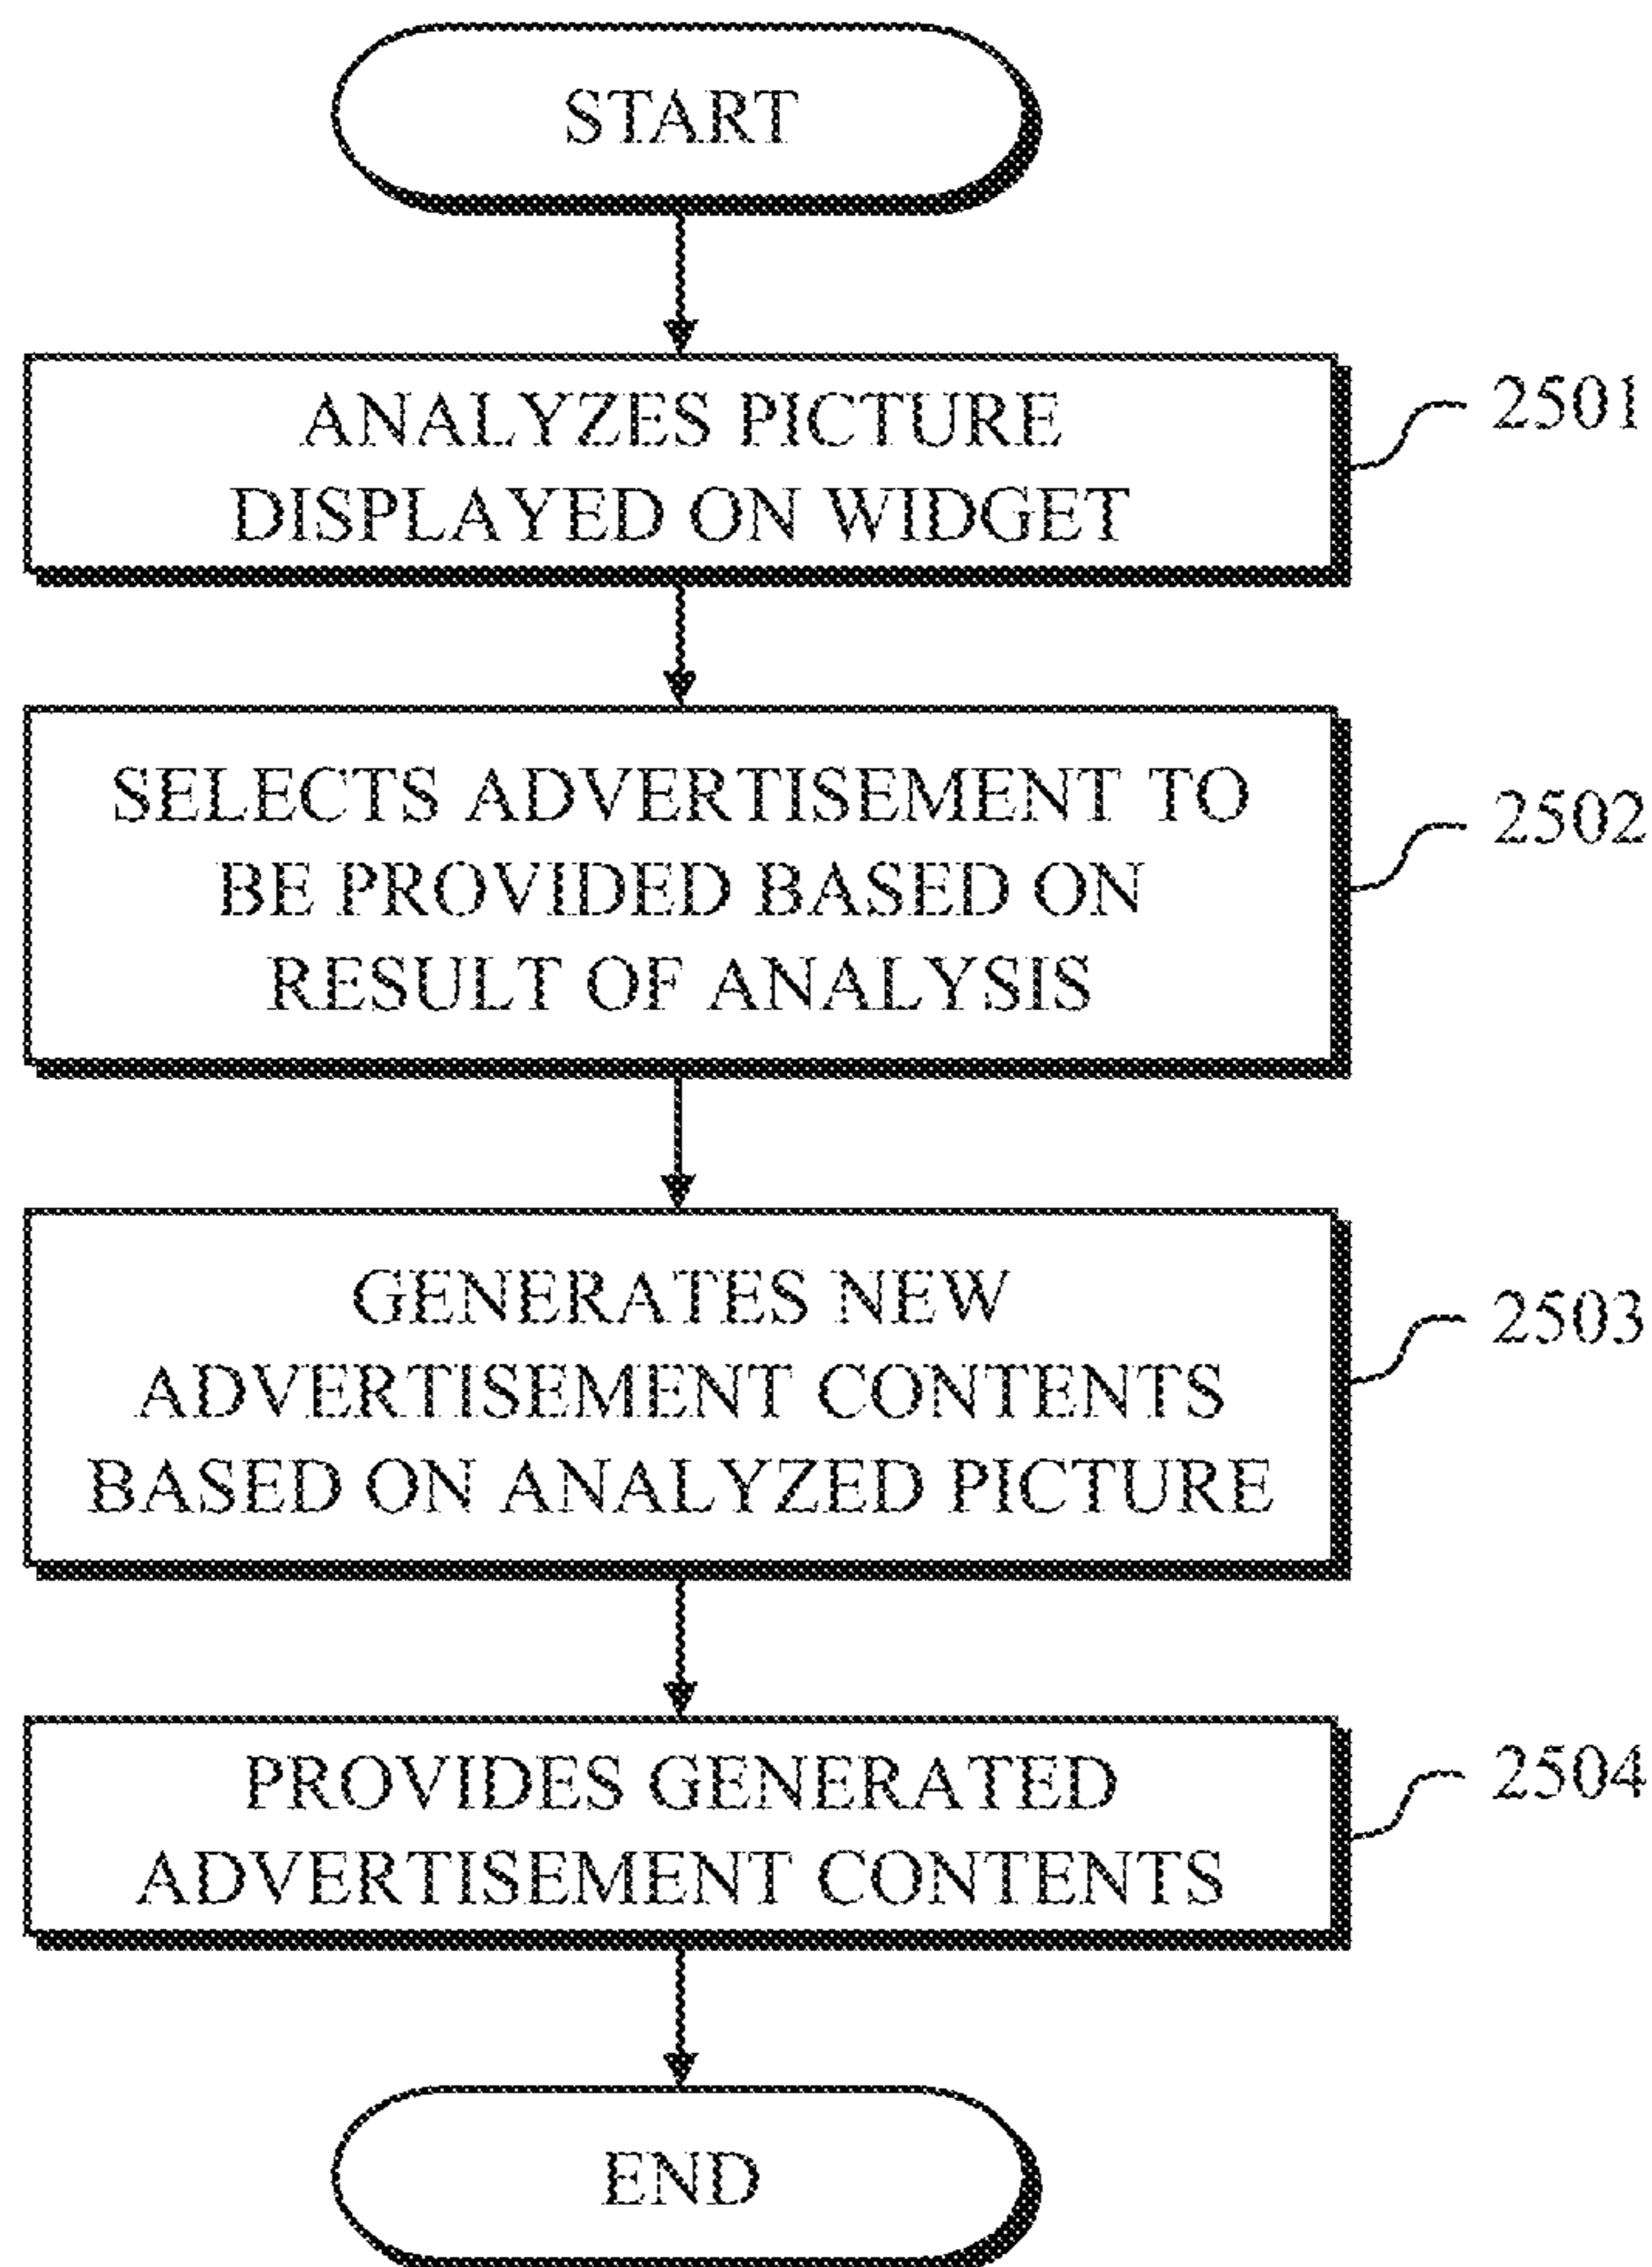 START
ANALYZES PICTURE
DISPLAYED ON WIDGET
2501
SELECTS ADVERTISEMENT TO
BE PROVIDED BASED ON
RESULT OF ANALYSIS
2502
GENERATES NEW
ADVERTISEMENT CONTENTS
BASED ON ANALYZED PICTURE
2503
PROVIDES GENERATED
ADVERTISEMENT CONTENTS
2504
END